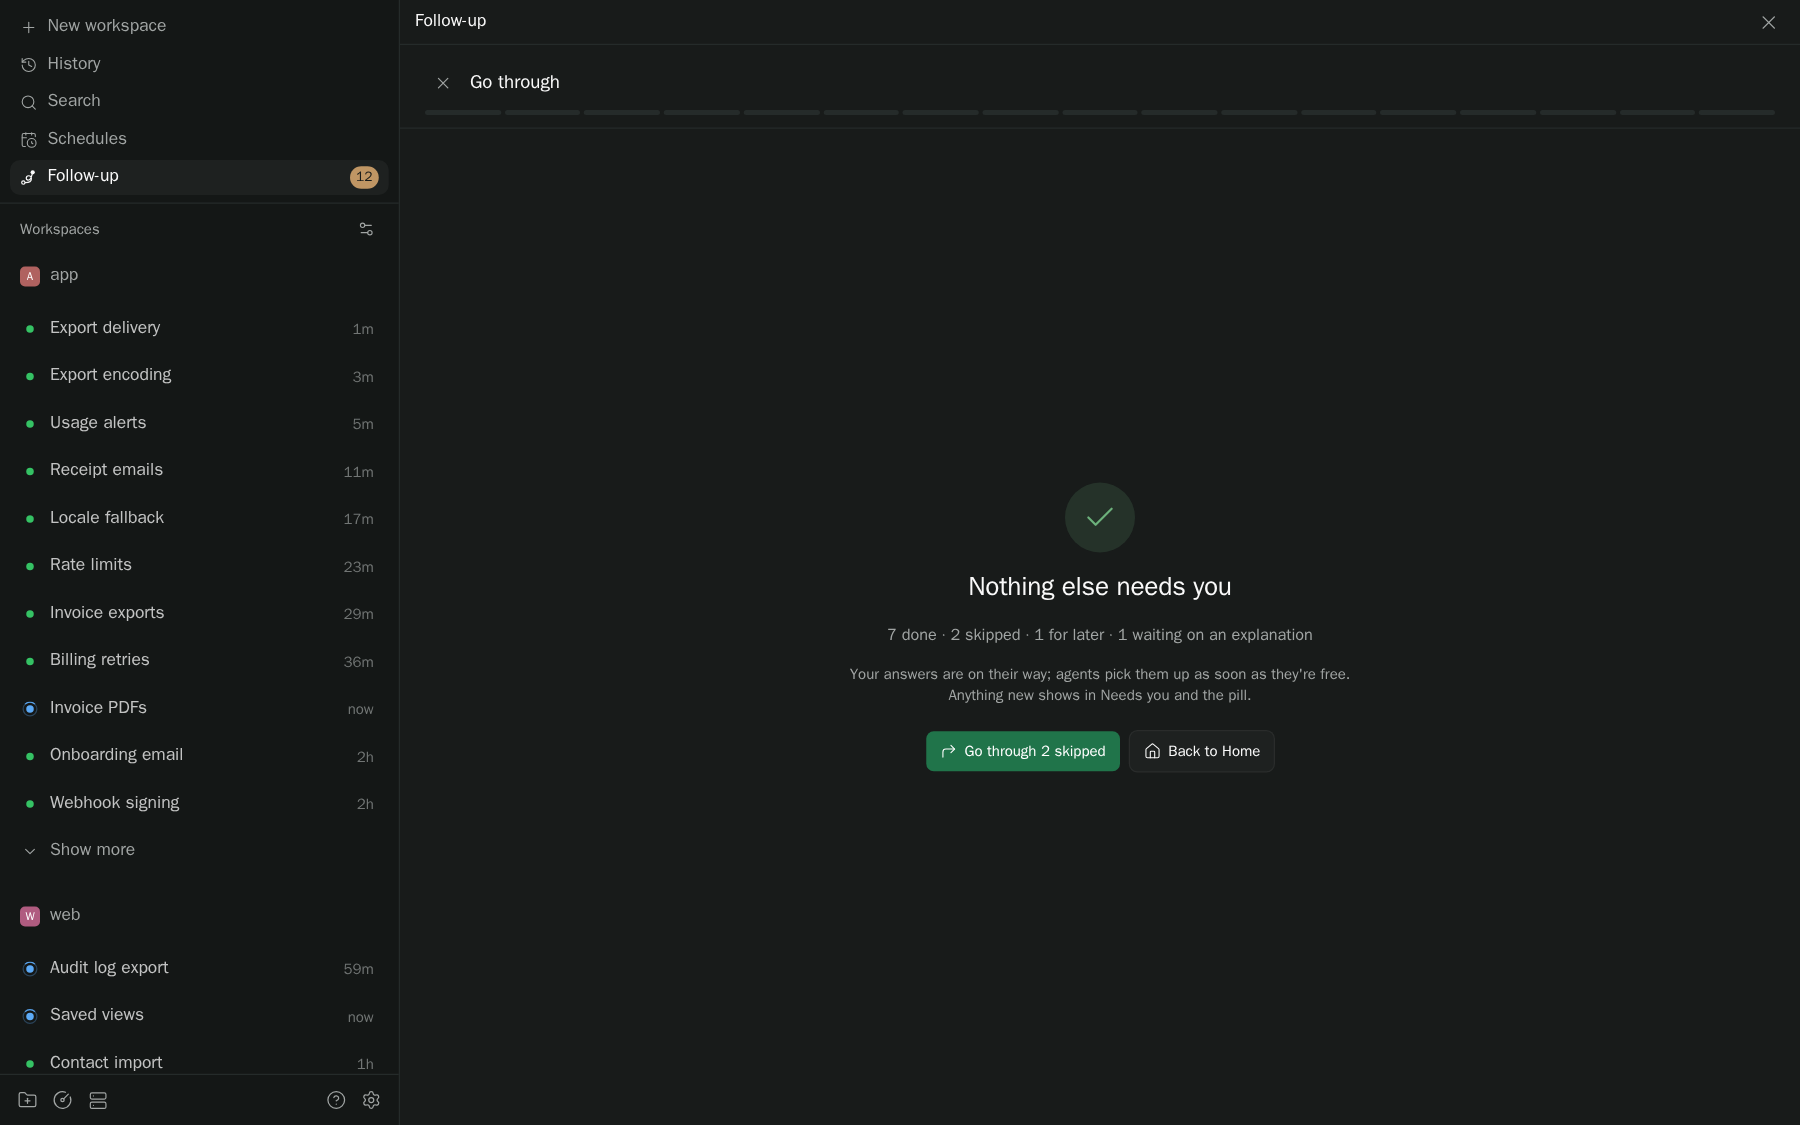 New workspace
History
Search
Schedules
Follow-up
12
Workspaces
A
app
Export delivery
1m
Export encoding
3m
Usage alerts
5m
Receipt emails
11m
Locale fallback
17m
Rate limits
23m
Invoice exports
29m
Billing retries
36m
Invoice PDFs
now
Onboarding email
2h
Webhook signing
2h
Show more
W
web
Audit log export
59m
Saved views
now
Contact import
1h
Follow-up
Go through
Nothing else needs you
7 done · 2 skipped · 1 for later · 1 waiting on an explanation
Your answers are on their way; agents pick them up as soon as they're free.
Anything new shows in Needs you and the pill.
Go through 2 skipped
Back to Home